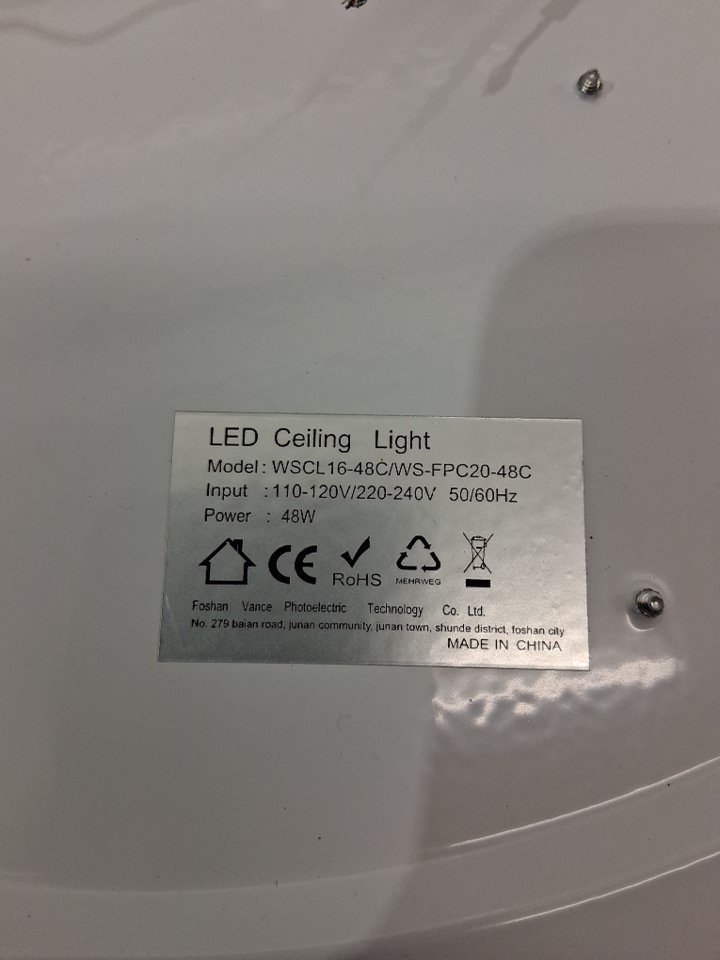 LED Ceiling Light
Model: WSCL16-48C/WS-FPC20-48C
Input :110-120V/220-240V 50/60Hz
Power : 48W
CE RoHS MEHRWEG
Foshan Vance Photoelectric Technology Co. Ltd.
No. 279 baian road, junan community, junan town, shunde district, foshan city
MADE IN CHINA